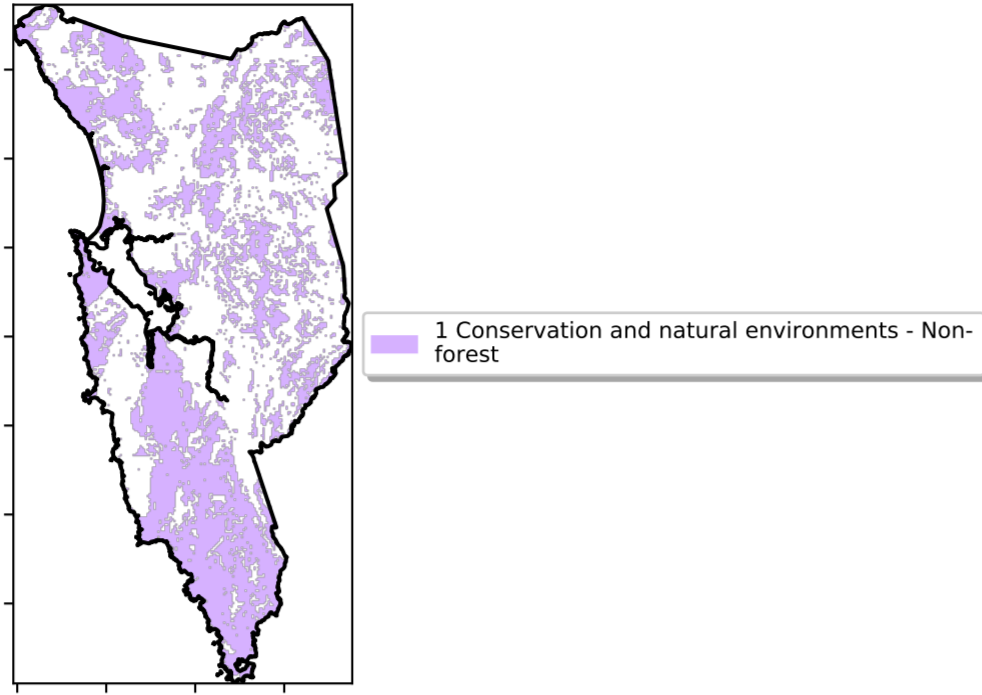 1 Conservation and natural environments - Non-
forest